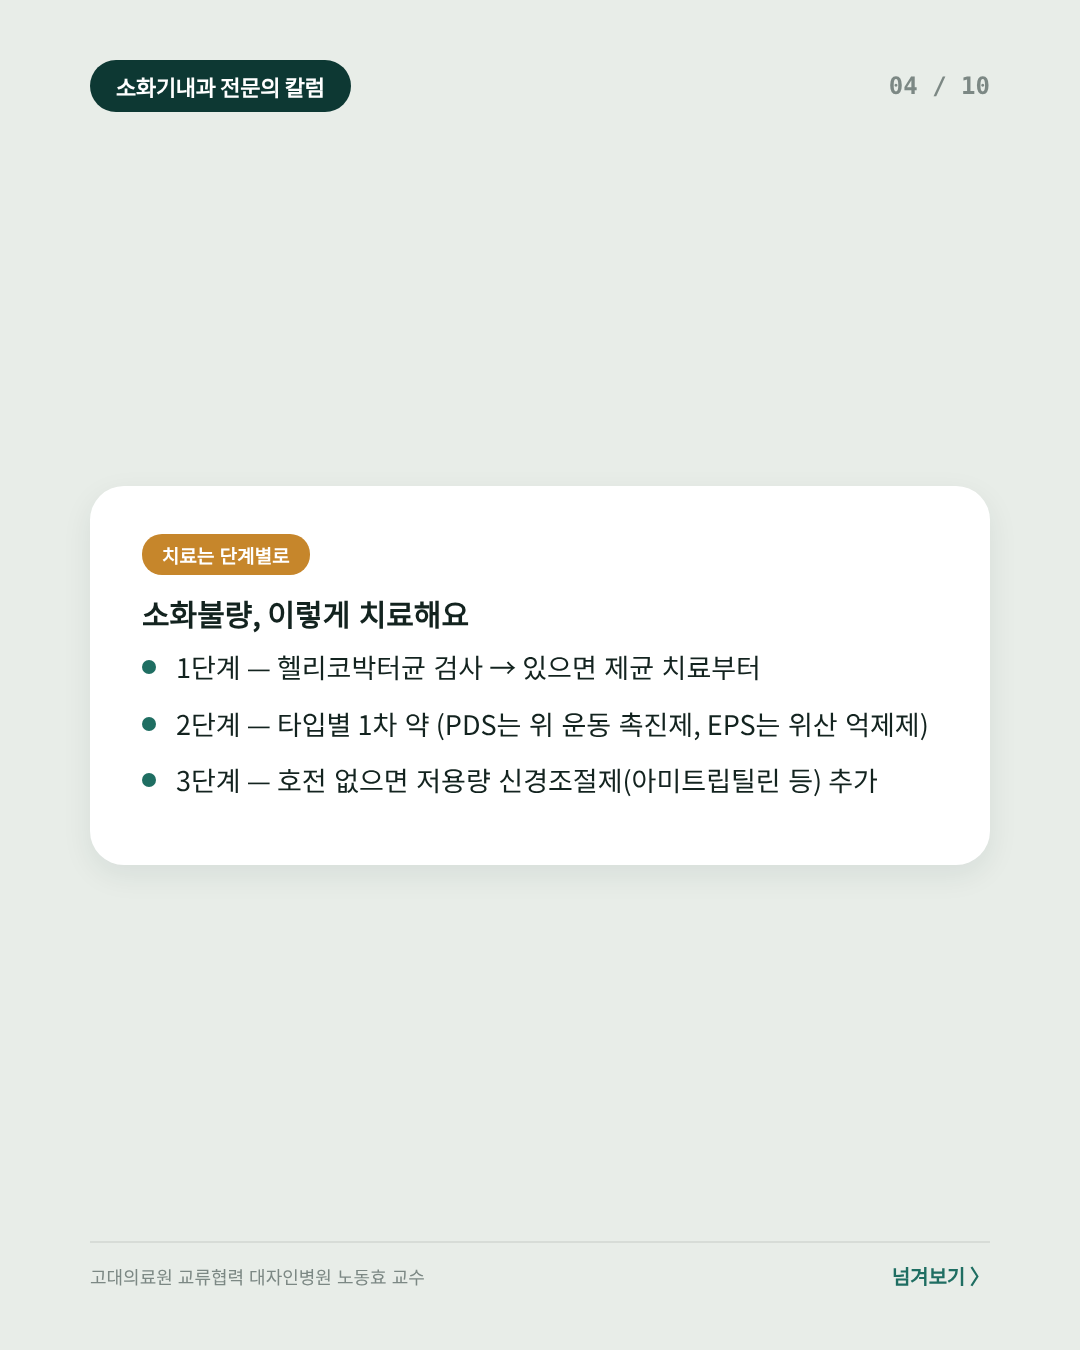 소화기내과 전문의 칼럼
04 / 10
치료는 단계별로
소화불량, 이렇게 치료해요
1단계 — 헬리코박터균 검사 → 있으면 제균 치료부터
2단계 — 타입별 1차 약 (PDS는 위 운동 촉진제, EPS는 위산 억제제)
3단계 — 호전 없으면 저용량 신경조절제(아미트립틸린 등) 추가
고대의료원 교류협력 대자인병원 노동효 교수
넘겨보기 〉